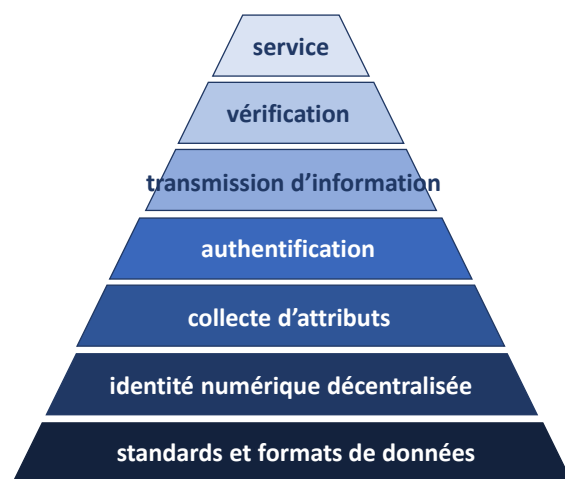 service
vérification
transmission d’information
authentification
collecte d’attributs
identité numérique décentralisée
standards et formats de données